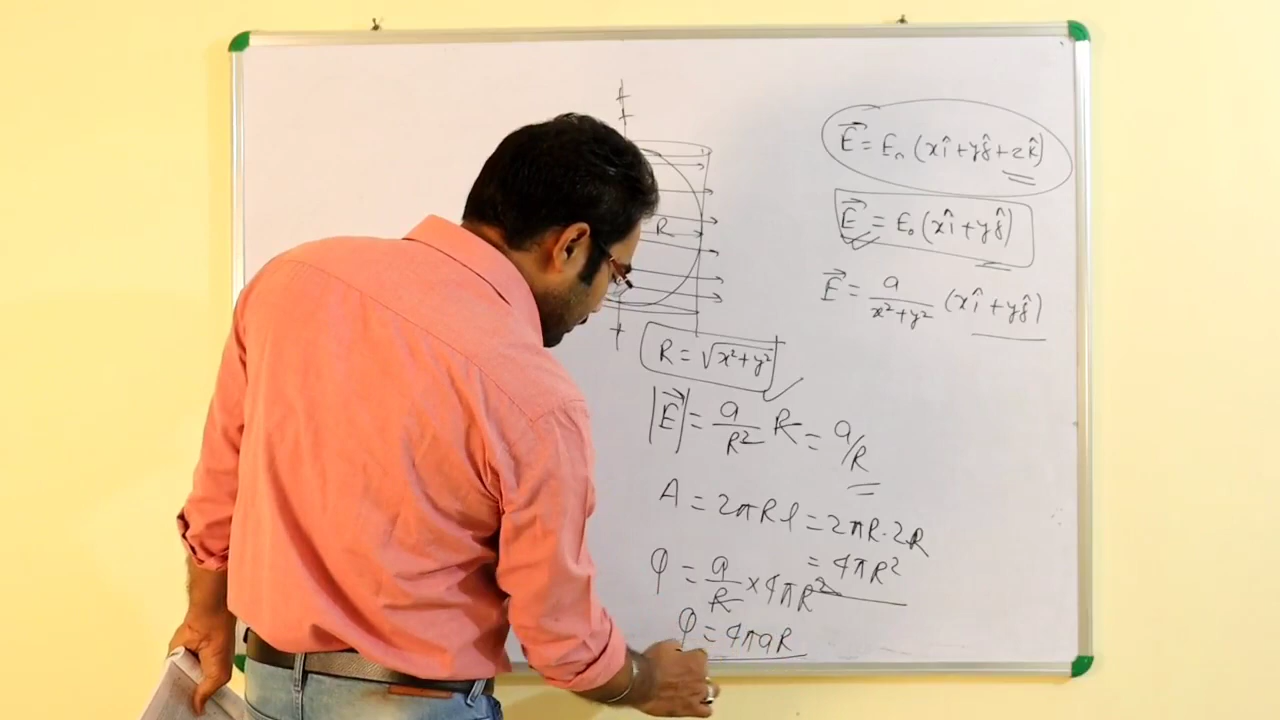 E⃗ = E₀ (xî + yĵ + zk̂)
E⃗ = E₀ (xî + yĵ)
E⃗ = a/(x²+y²) (xî + yĵ)
R
R = √(x²+y²)
|E⃗| = a/R² R = a/R
A = 2πRl = 2πR·2R
= 4πR²
φ = a/R × 4πR²
φ = 4πaR